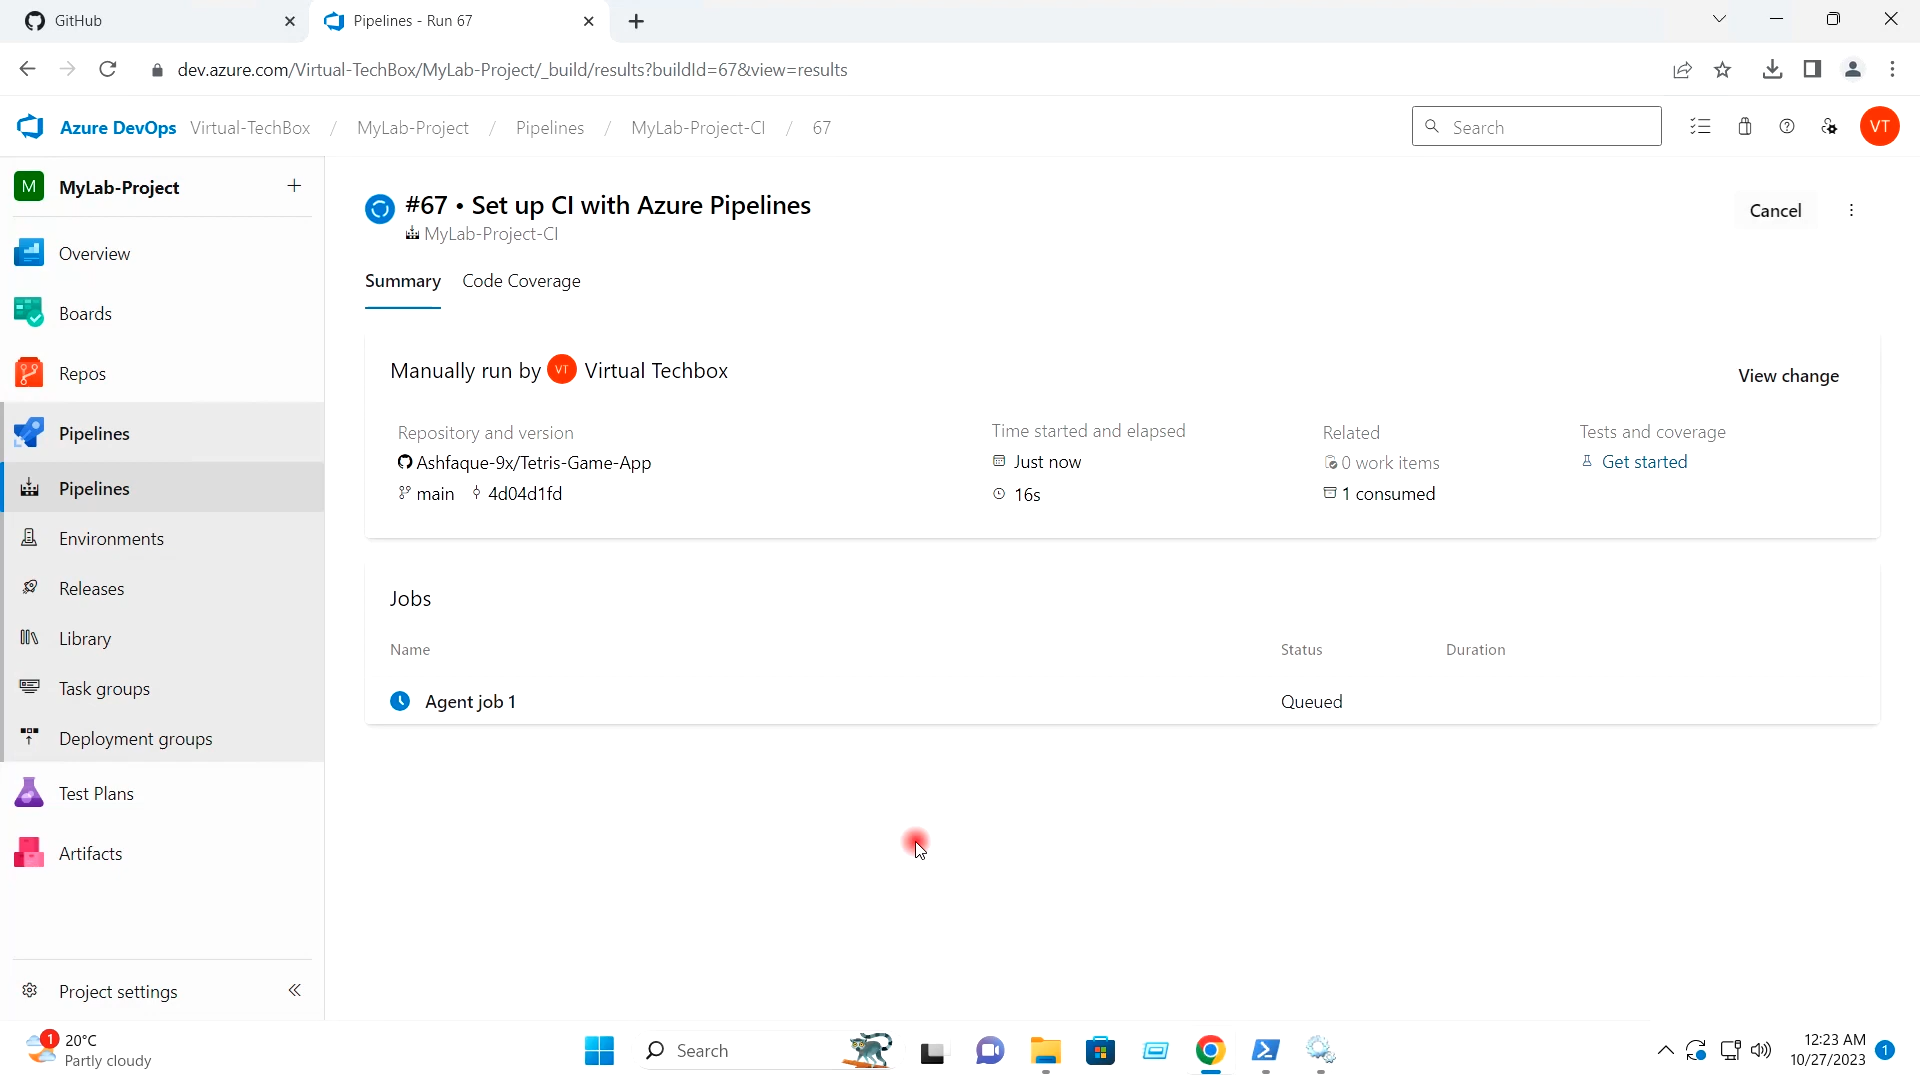 GitHub
Pipelines - Run 67
dev.azure.com/Virtual-TechBox/MyLab-Project/_build/results?buildId=67&view=results
Azure DevOps Virtual-TechBox / MyLab-Project / Pipelines / MyLab-Project-CI / 67
Search
VT
M MyLab-Project
Overview
Boards
Repos
Pipelines
Pipelines
Environments
Releases
Library
Task groups
Deployment groups
Test Plans
Artifacts
Project settings
#67 • Set up CI with Azure Pipelines
MyLab-Project-CI
Cancel
Summary Code Coverage
Manually run by VT Virtual Techbox
View change
Repository and version
Ashfaque-9x/Tetris-Game-App
main 4d04d1fd
Time started and elapsed
Just now
16s
Related
0 work items
1 consumed
Tests and coverage
Get started
Jobs
Name Status Duration
Agent job 1 Queued
1
20°C
Partly cloudy
Search
12:23 AM
10/27/2023
1